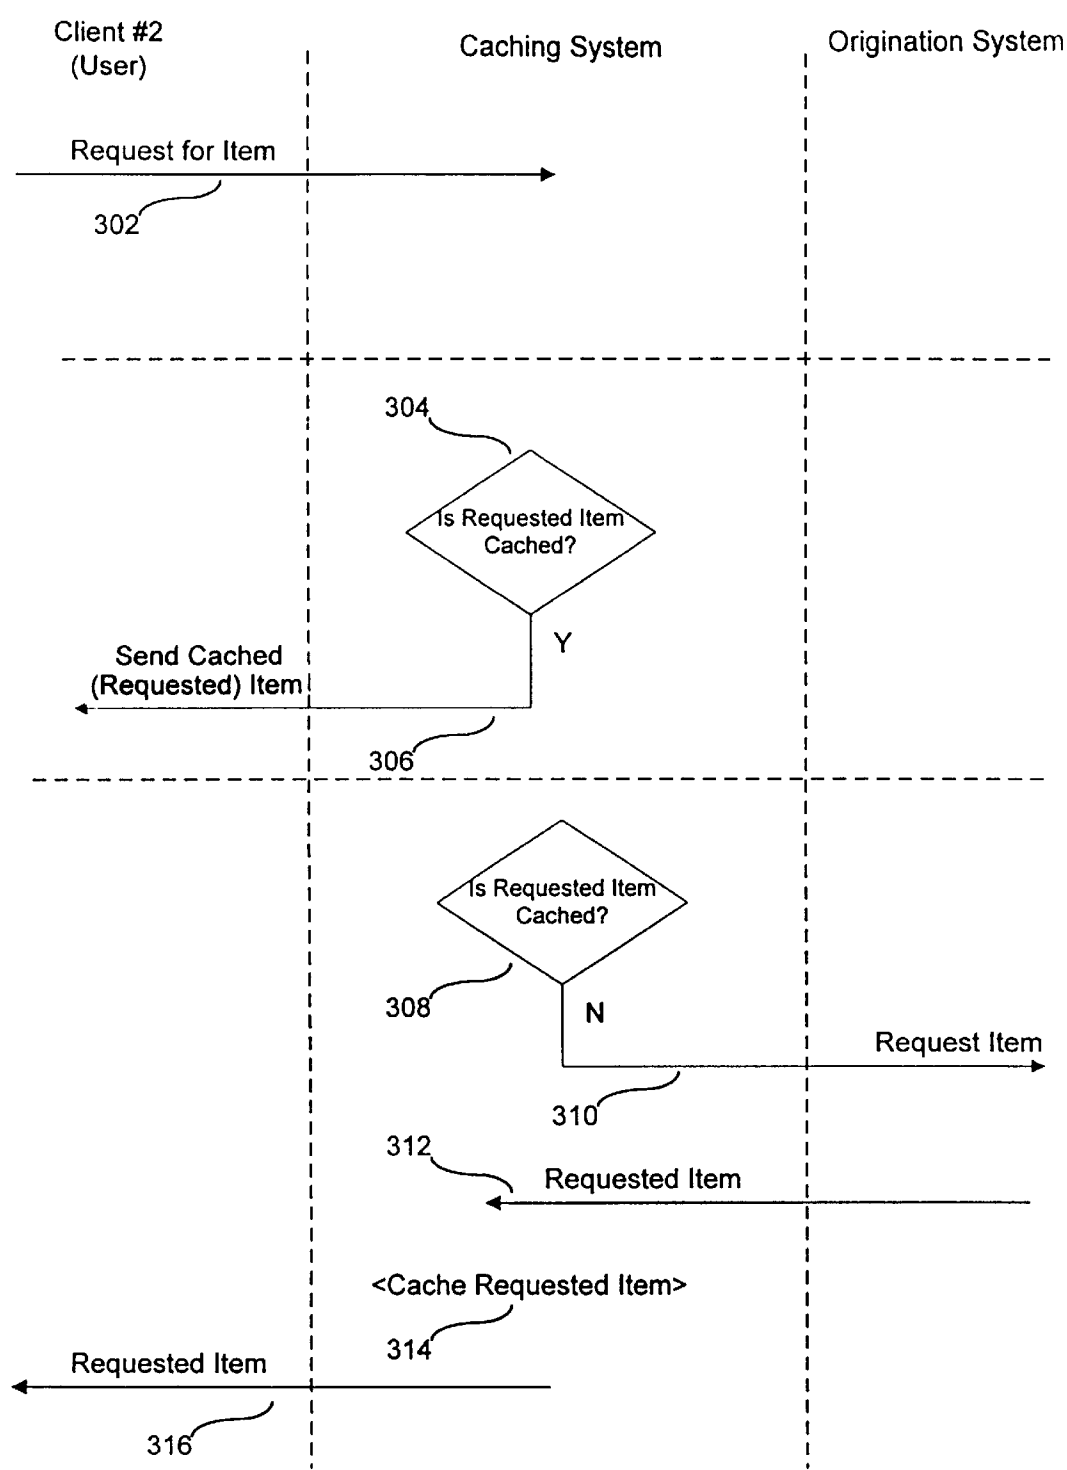 Client #2
(User)
Caching System
Origination System
Request for Item
302
304
Is Requested Item
Cached?
Y
Send Cached
(Requested) Item
306
Is Requested Item
Cached?
308
N
Request Item
310
312
Requested Item
<Cache Requested Item>
314
Requested Item
316